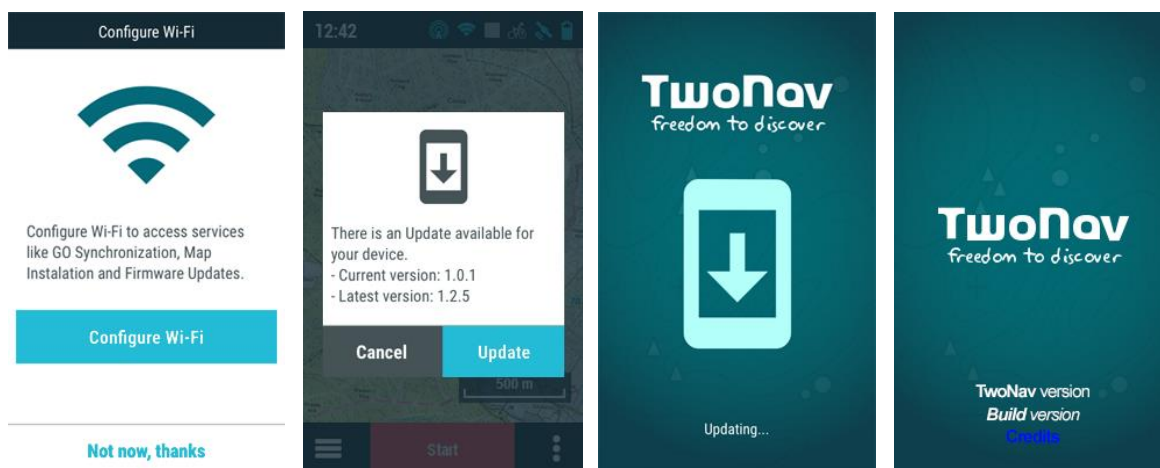 Configure Wi-Fi
Configure Wi-Fi to access services
like GO Synchronization, Map
Instalation and Firmware Updates.
Configure Wi-Fi
Not now, thanks
12:42
There is an Update available for
your device.
- Current version: 1.0.1
- Latest version: 1.2.5
Cancel
Update
500 m
Start
TwoNav
freedom to discover
Updating...
TwoNav
freedom to discover
TwoNav version
Build version
Credits